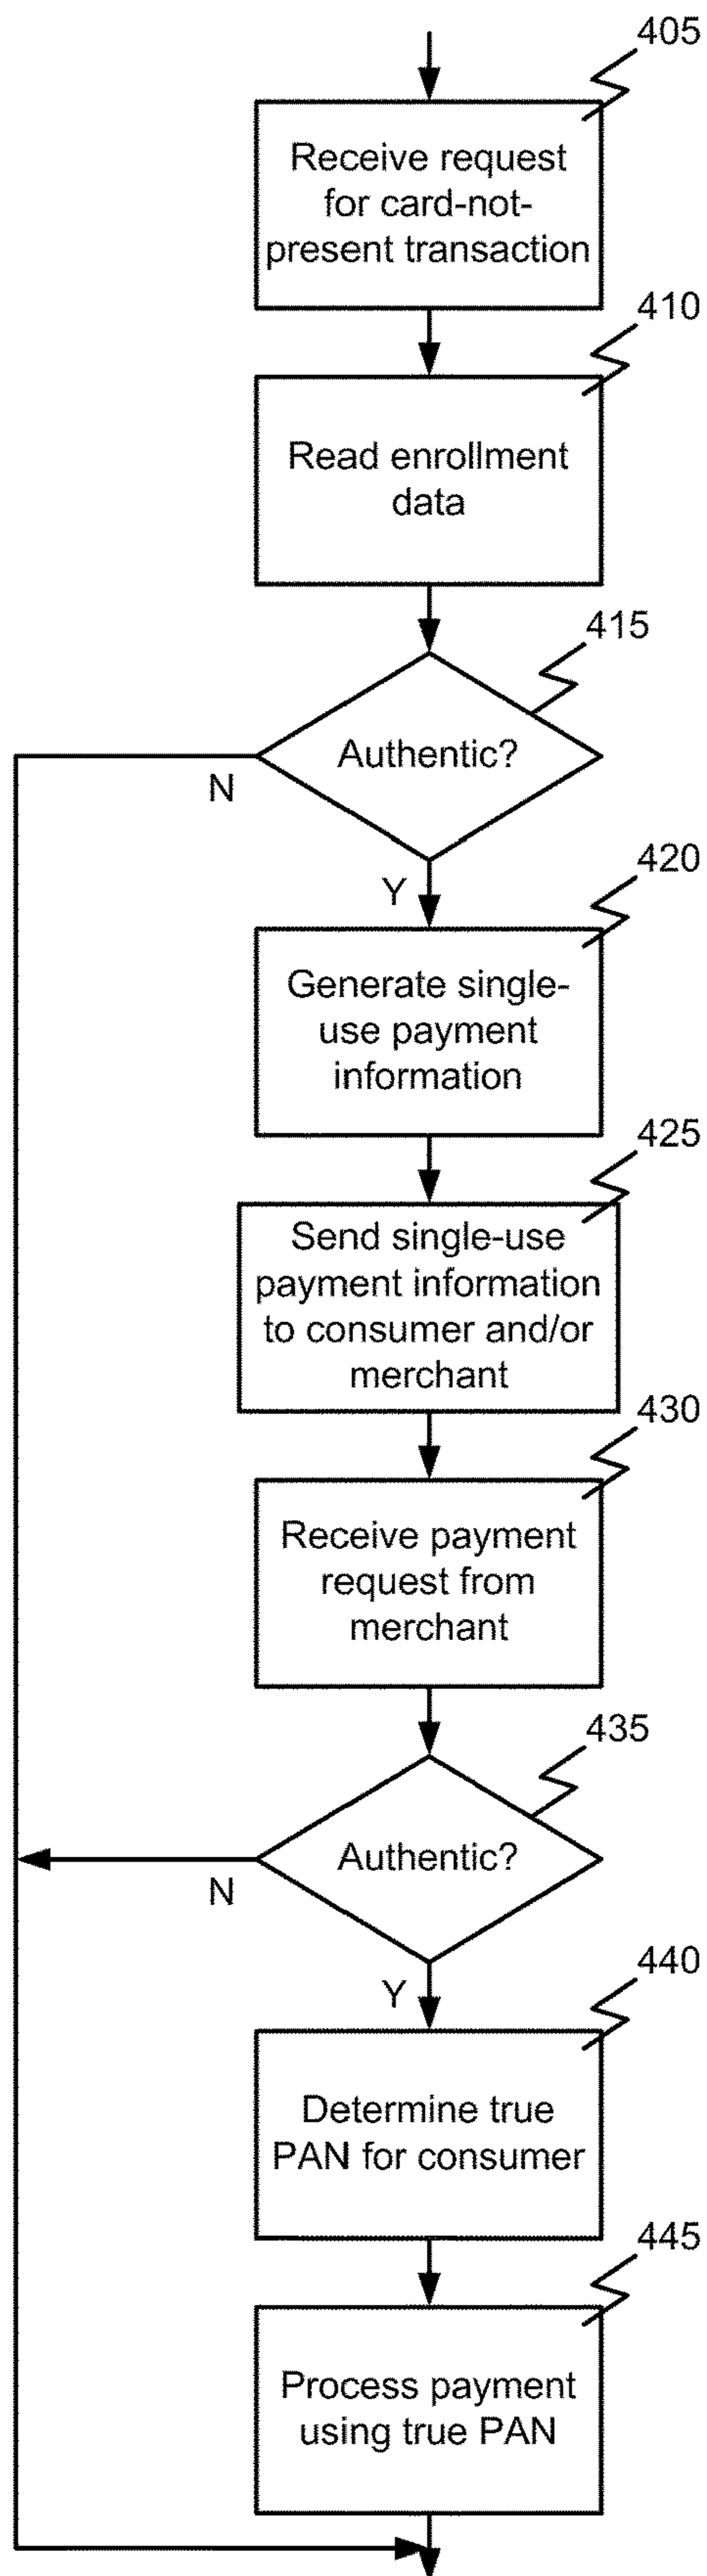 405
Receive request
for card-not-
present transaction
410
Read enrollment
data
415
Authentic?
N
Y
420
Generate single-
use payment
information
425
Send single-use
payment information
to consumer and/or
merchant
430
Receive payment
request from
merchant
435
Authentic?
N
Y
440
Determine true
PAN for consumer
445
Process payment
using true PAN